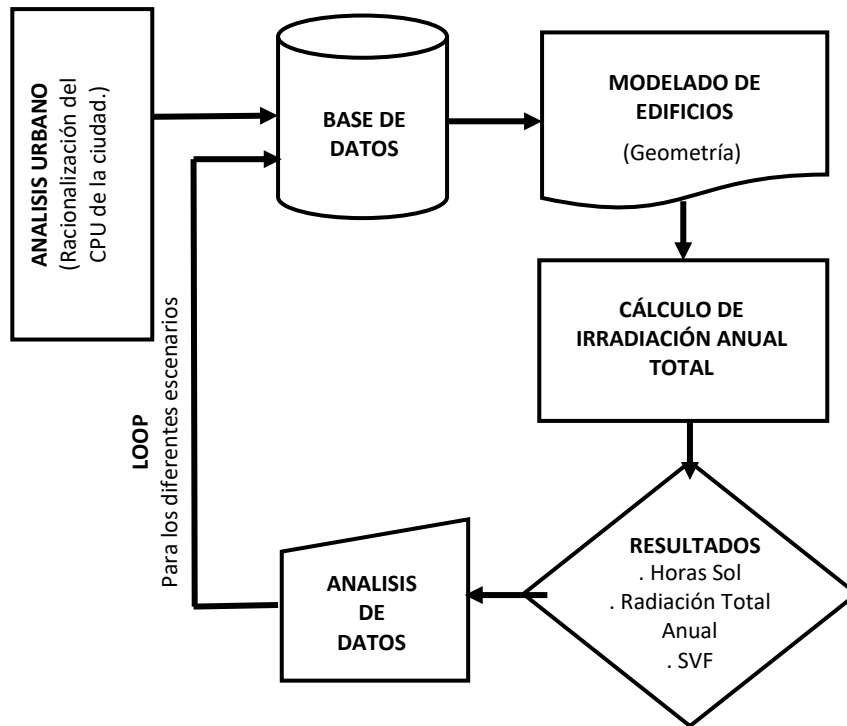 ANALISIS URBANO
(Racionalización del
CPU de la ciudad.)
BASE DE
DATOS
MODELADO DE
EDIFICIOS
(Geometría)
CÁLCULO DE
IRRADIACIÓN ANUAL
TOTAL
RESULTADOS
. Horas Sol
. Radiación Total
Anual
. SVF
ANALISIS
DE
DATOS
LOOP
Para los diferentes escenarios